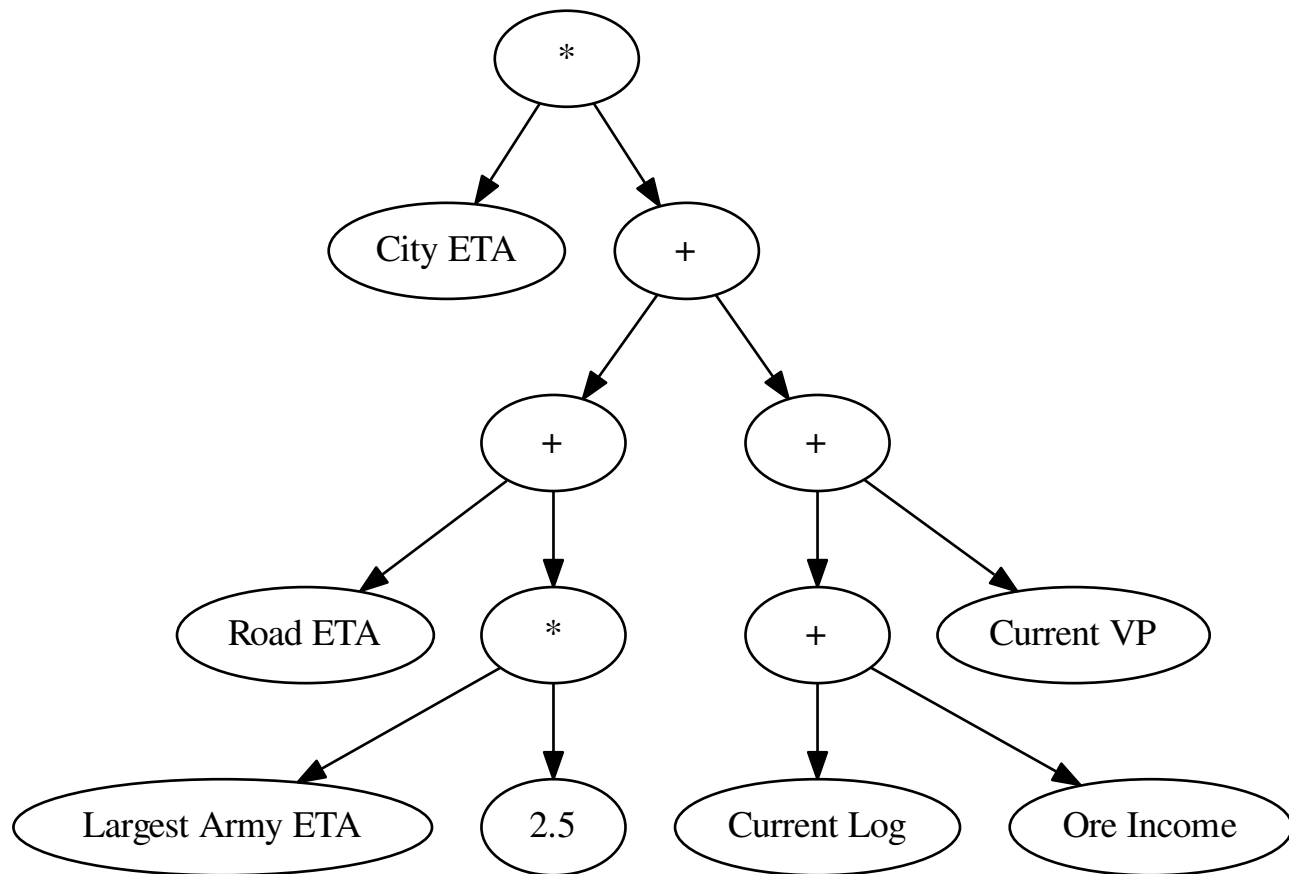 *
City ETA
+
+
+
Road ETA
*
+
Current VP
Largest Army ETA
2.5
Current Log
Ore Income